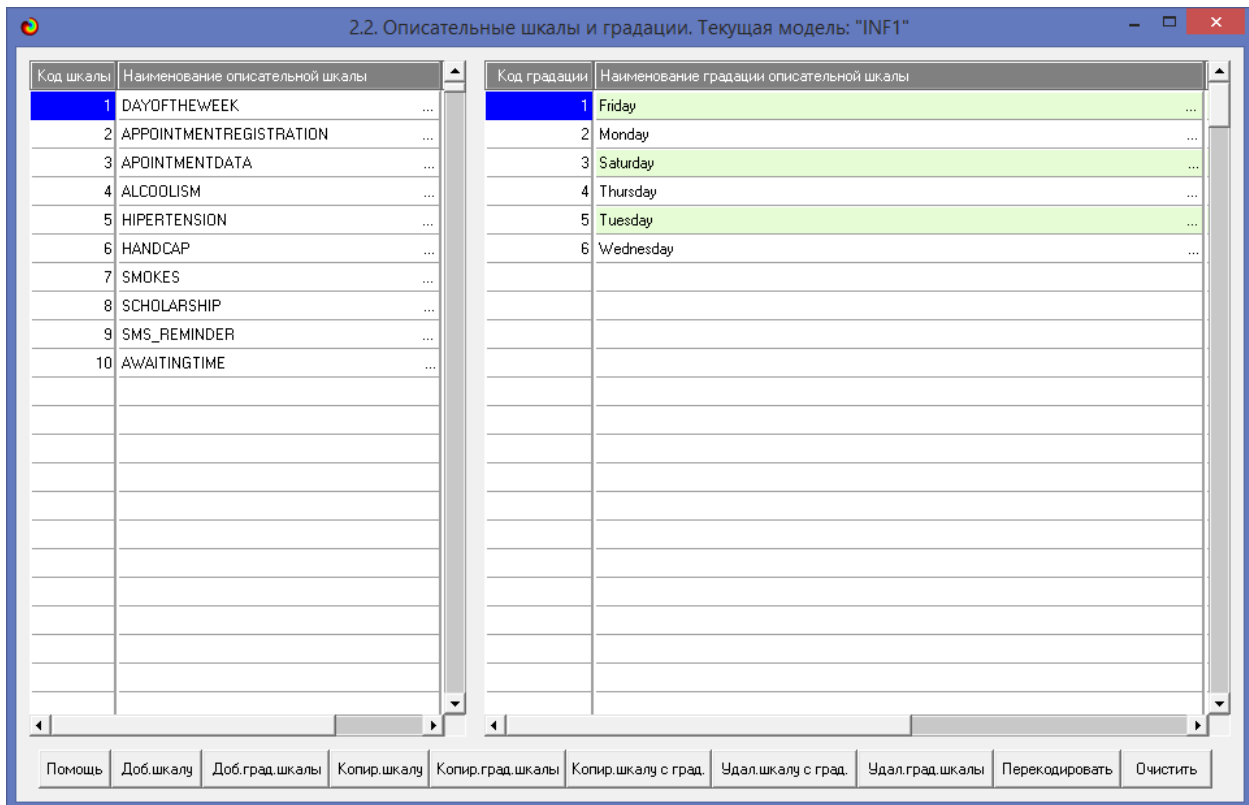 2.2. Описательные шкалы и градации. Текущая модель: "INF1"
Код шкалы Наименование описательной шкалы
1 DAYOFTHEWEEK ...
2 APPOINTMENTREGISTRATION ...
3 APOINTMENTDATA ...
4 ALCOOLISM ...
5 HIPERTENSION ...
6 HANDCAP ...
7 SMOKES ...
8 SCHOLARSHIP ...
9 SMS_REMINDER ...
10 AWAITINGTIME ...
Код градации Наименование градации описательной шкалы
1 Friday ...
2 Monday ...
3 Saturday ...
4 Thursday ...
5 Tuesday ...
6 Wednesday ...
Помощь Доб.шкалу Доб.град.шкалы Копир.шкалу Копир.град.шкалы Копир.шкалу с град. Удал.шкалу с град. Удал.град.шкалы Перекодировать Очистить